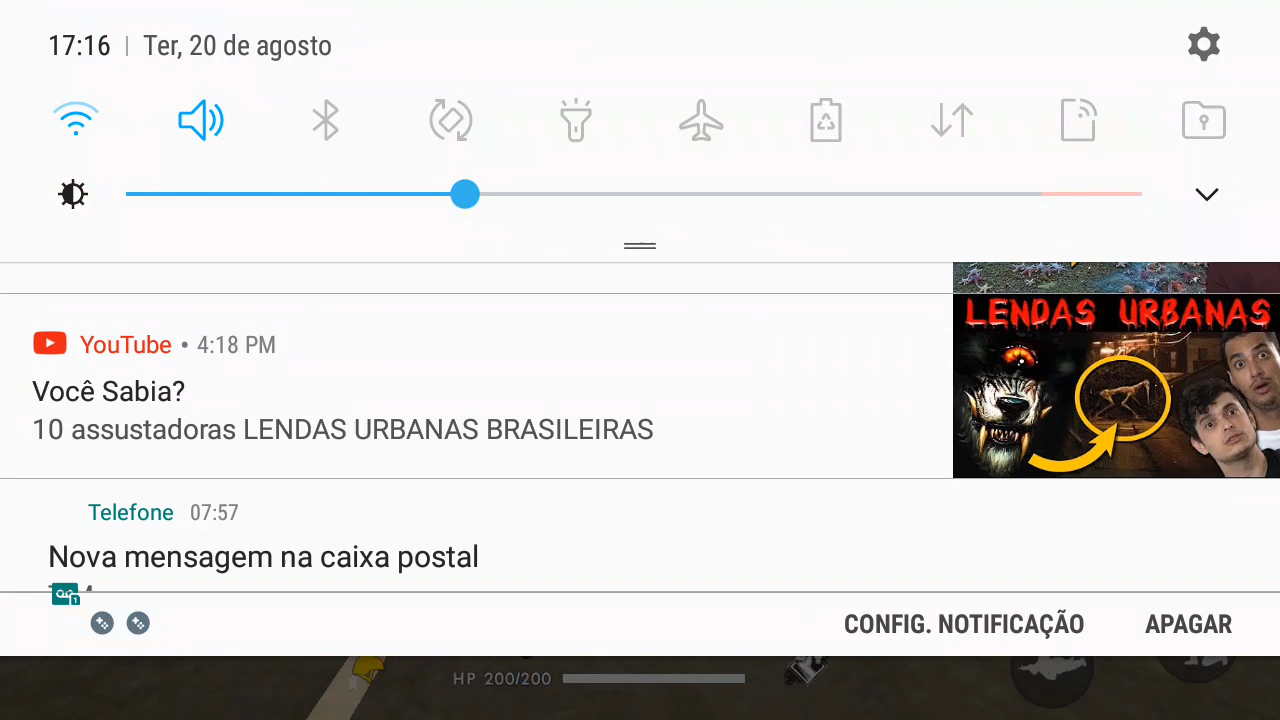 17:16 | Ter, 20 de agosto
LENDAS URBANAS
YouTube • 4:18 PM
Você Sabia?
10 assustadoras LENDAS URBANAS BRASILEIRAS
Telefone 07:57
Nova mensagem na caixa postal
1
CONFIG. NOTIFICAÇÃO APAGAR
HP 200/200